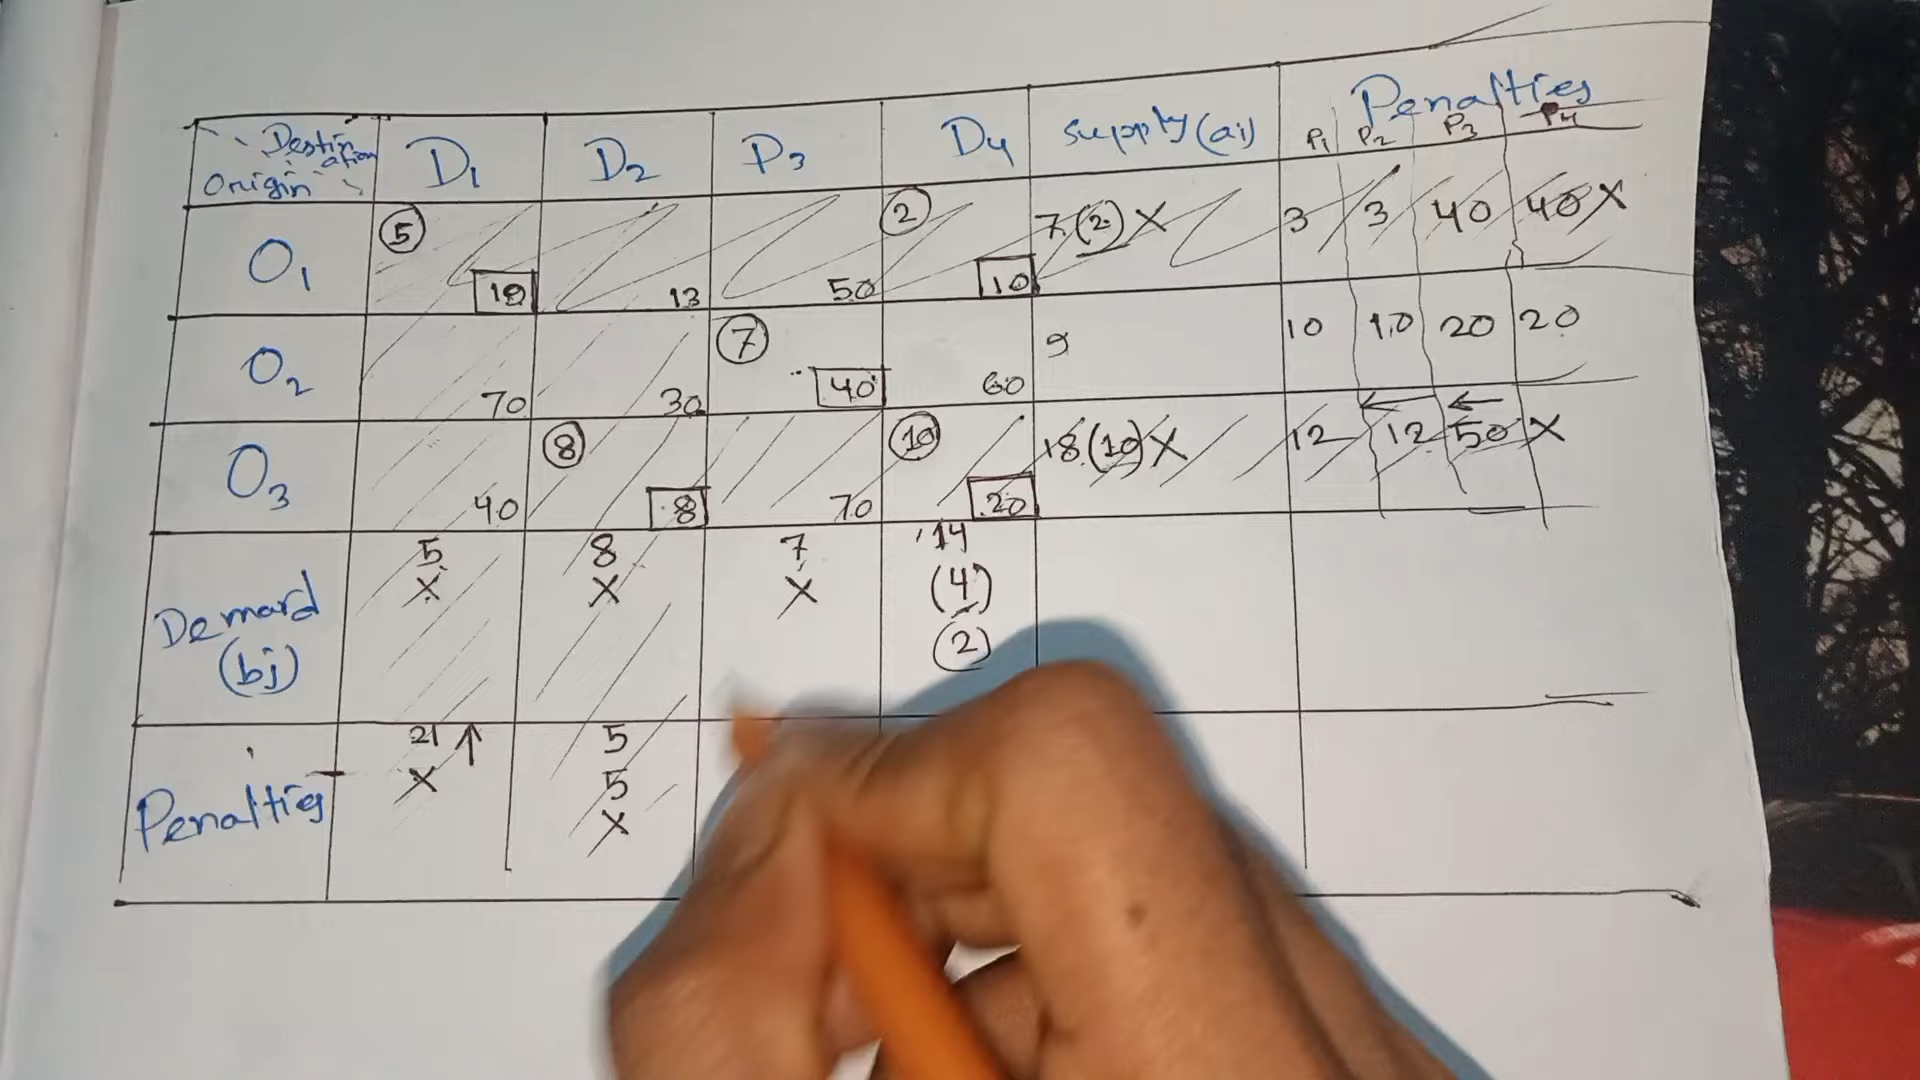 Destin ation Origin D1 D2 P3 D4 supply (ai) Penalties
P1 P2 P3 P4
O1 5 10 13 50 2 10 7 (2) X 3 3 40 40 X
O2 70 30 7 40 60 9 10 10 20 20
O3 40 8 8 70 10 20 18 (10) X 12 12 50 X
Demard (bj) 5 X 8 X 7 X 14 (4) (2)
Penalties 21 X 5 5 X